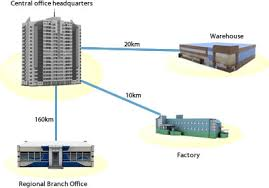 Central office headquarters
20km
Warehouse
10km
160km
Factory
Regional Branch Office